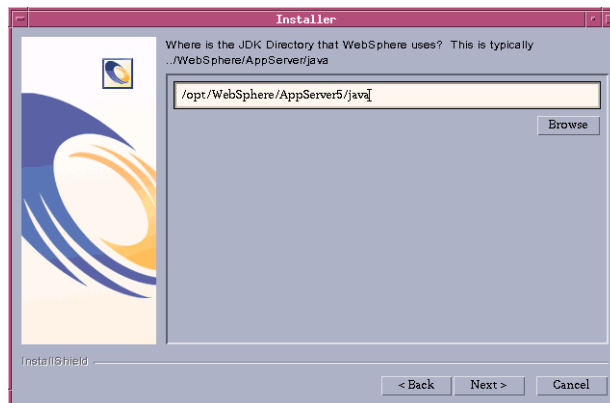 Installer
Where is the JDK Directory that WebSphere uses? This is typically
../WebSphere/AppServer/java
/opt/WebSphere/AppServer5/java
Browse
InstallShield
< Back
Next >
Cancel